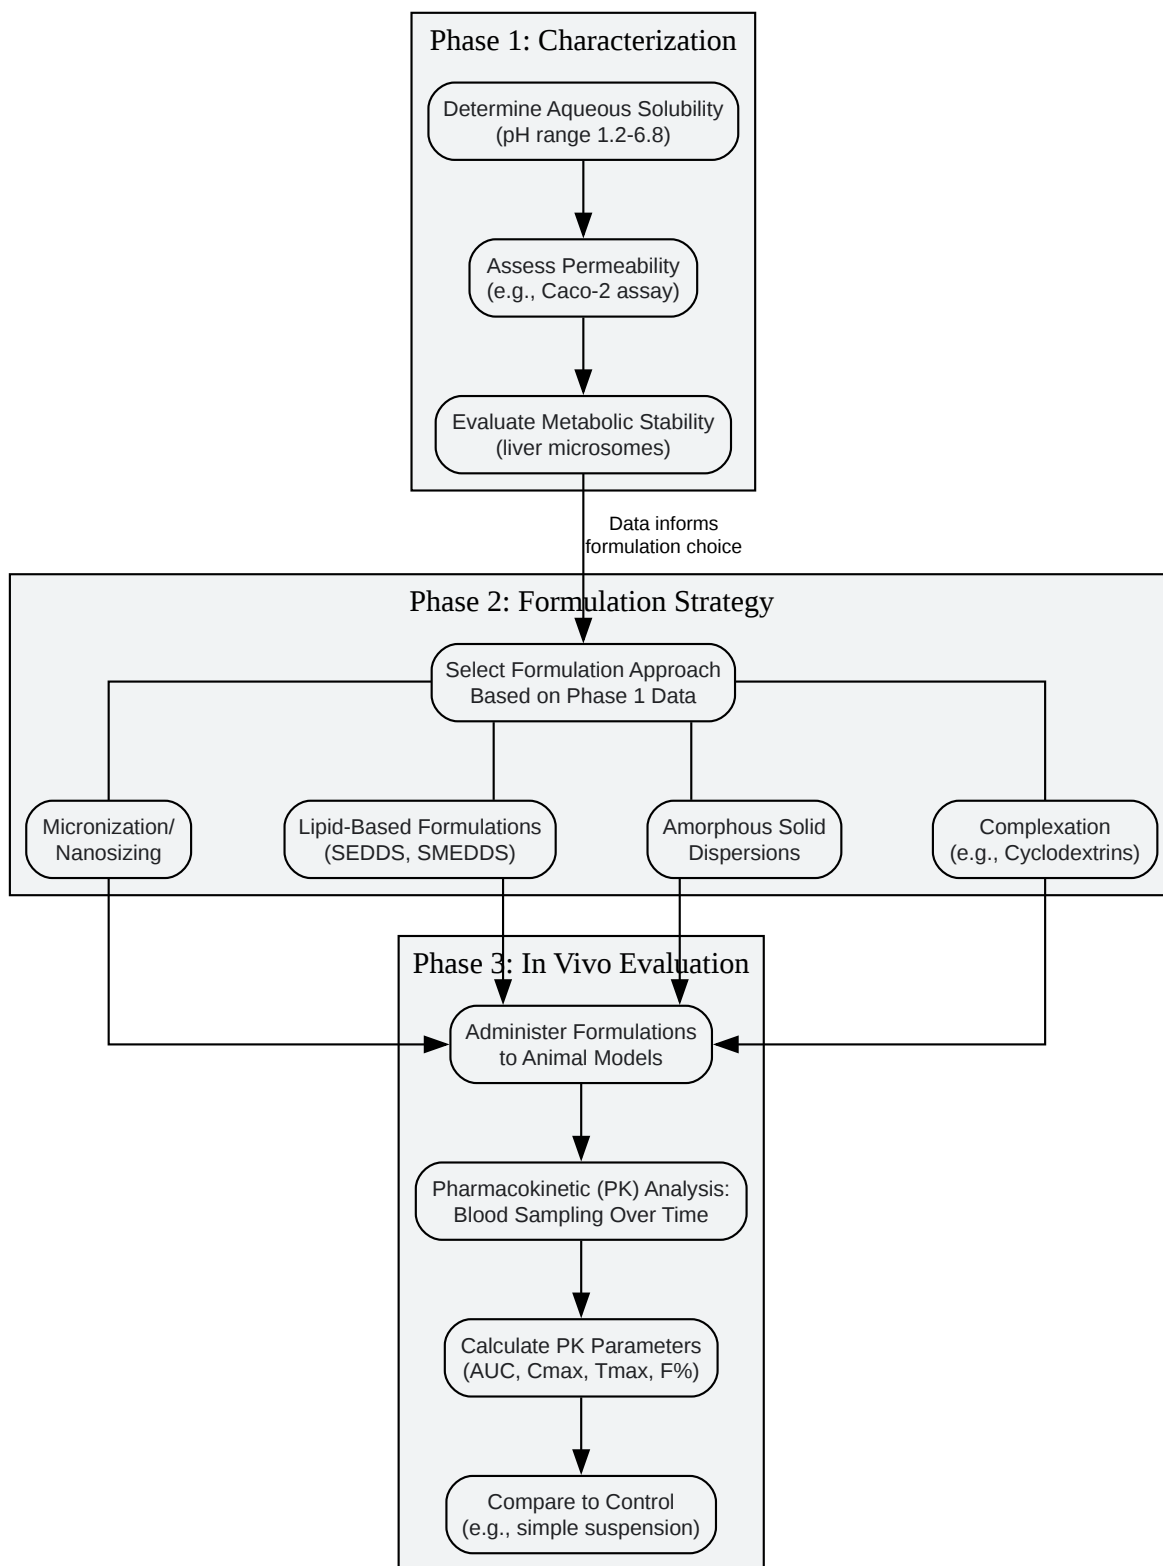 Phase 1: Characterization
Determine Aqueous Solubility
(pH range 1.2-6.8)
Assess Permeability
(e.g., Caco-2 assay)
Evaluate Metabolic Stability
(liver microsomes)
Data informs
formulation choice
Phase 2: Formulation Strategy
Select Formulation Approach
Based on Phase 1 Data
Micronization/
Nanosizing
Lipid-Based Formulations
(SEDDS, SMEDDS)
Amorphous Solid
Dispersions
Complexation
(e.g., Cyclodextrins)
Phase 3: In Vivo Evaluation
Administer Formulations
to Animal Models
Pharmacokinetic (PK) Analysis:
Blood Sampling Over Time
Calculate PK Parameters
(AUC, Cmax, Tmax, F%)
Compare to Control
(e.g., simple suspension)